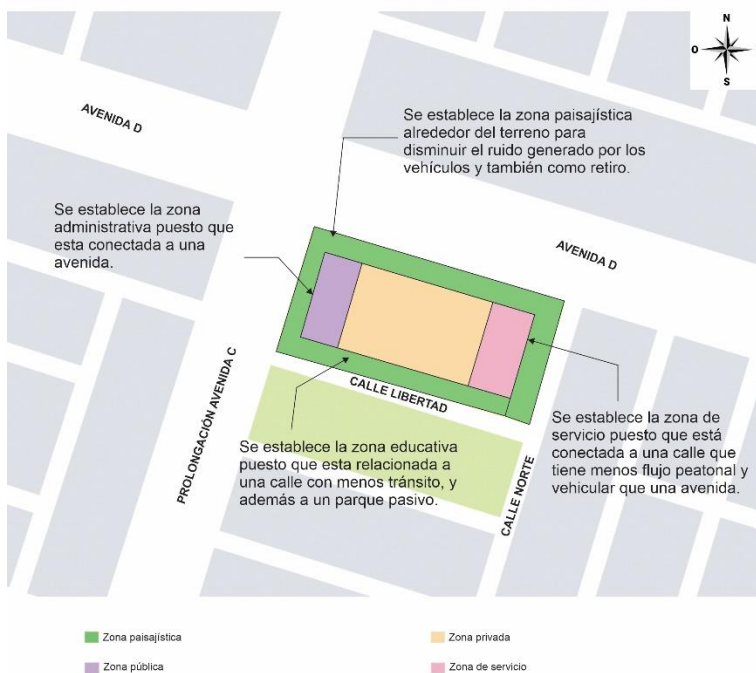 N
O
S
AVENIDA D
Se establece la zona paisajística
alrededor del terreno para
disminuir el ruido generado por los
vehículos y también como retiro.
Se establece la zona
administrativa puesto que
esta conectada a una
avenida.
AVENIDA D
PROLONGACIÓN AVENIDA C
CALLE LIBERTAD
Se establece la zona educativa
puesto que esta relacionada a
una calle con menos tránsito, y
además a un parque pasivo.
CALLE NORTE
Se establece la zona de
servicio puesto que está
conectada a una calle que
tiene menos flujo peatonal y
vehicular que una avenida.
Zona paisajística
Zona privada
Zona pública
Zona de servicio